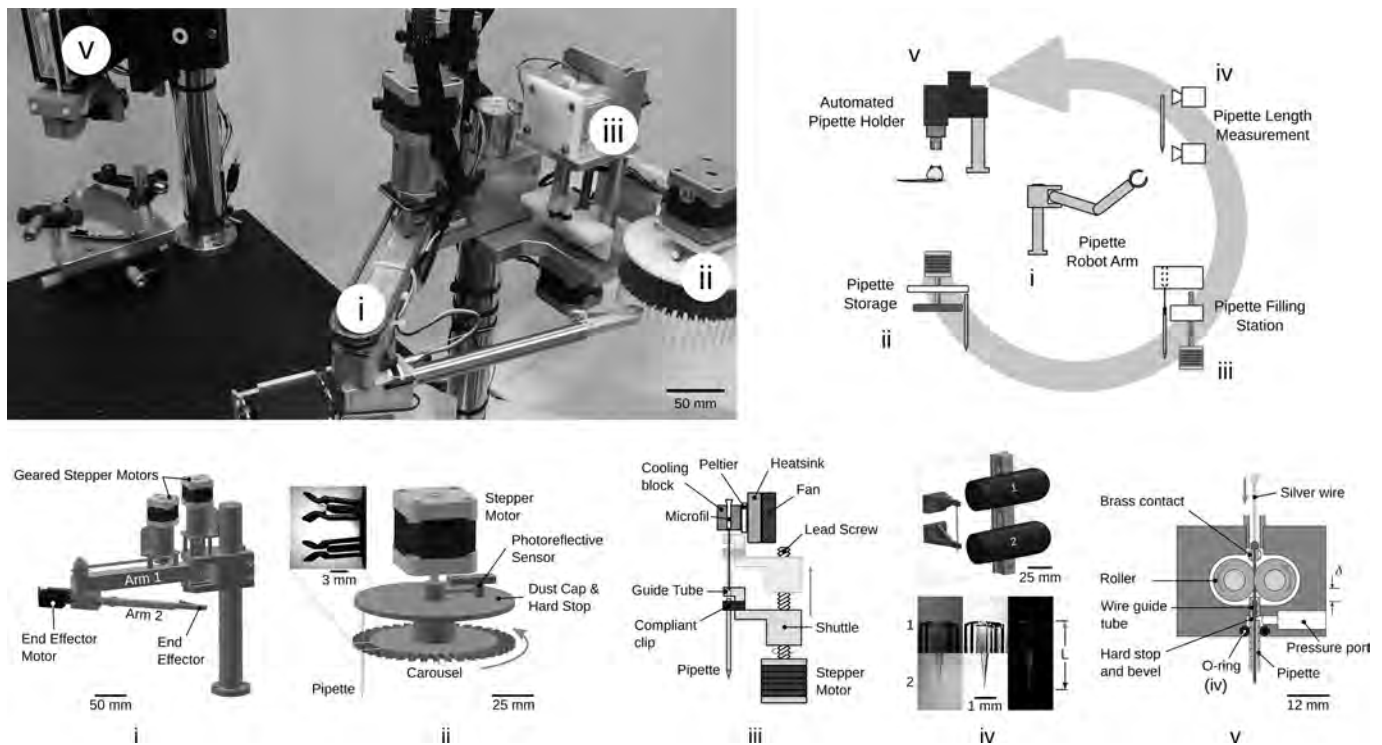 v
iii
ii
i
50 mm
v
Automated
Pipette Holder
iv
Pipette Length
Measurement
Pipette
Robot Arm
i
Pipette
Storage
ii
Pipette Filling
Station
iii
Geared Stepper Motors
Arm 1
Arm 2
End Effector
Motor
End
Effector
50 mm
i
3 mm
Stepper
Motor
Photoreflective
Sensor
Dust Cap &
Hard Stop
Carousel
Pipette
25 mm
ii
Cooling
block
Peltier
Heatsink
Fan
Microfil
Lead Screw
Guide Tube
Compliant
clip
Shuttle
Pipette
Stepper
Motor
iii
1
2
25 mm
1
2
L
1 mm
iv
Brass contact
Silver wire
Roller
δ
Wire guide
tube
Hard stop
and bevel
O-ring
(iv)
Pressure port
Pipette
12 mm
v